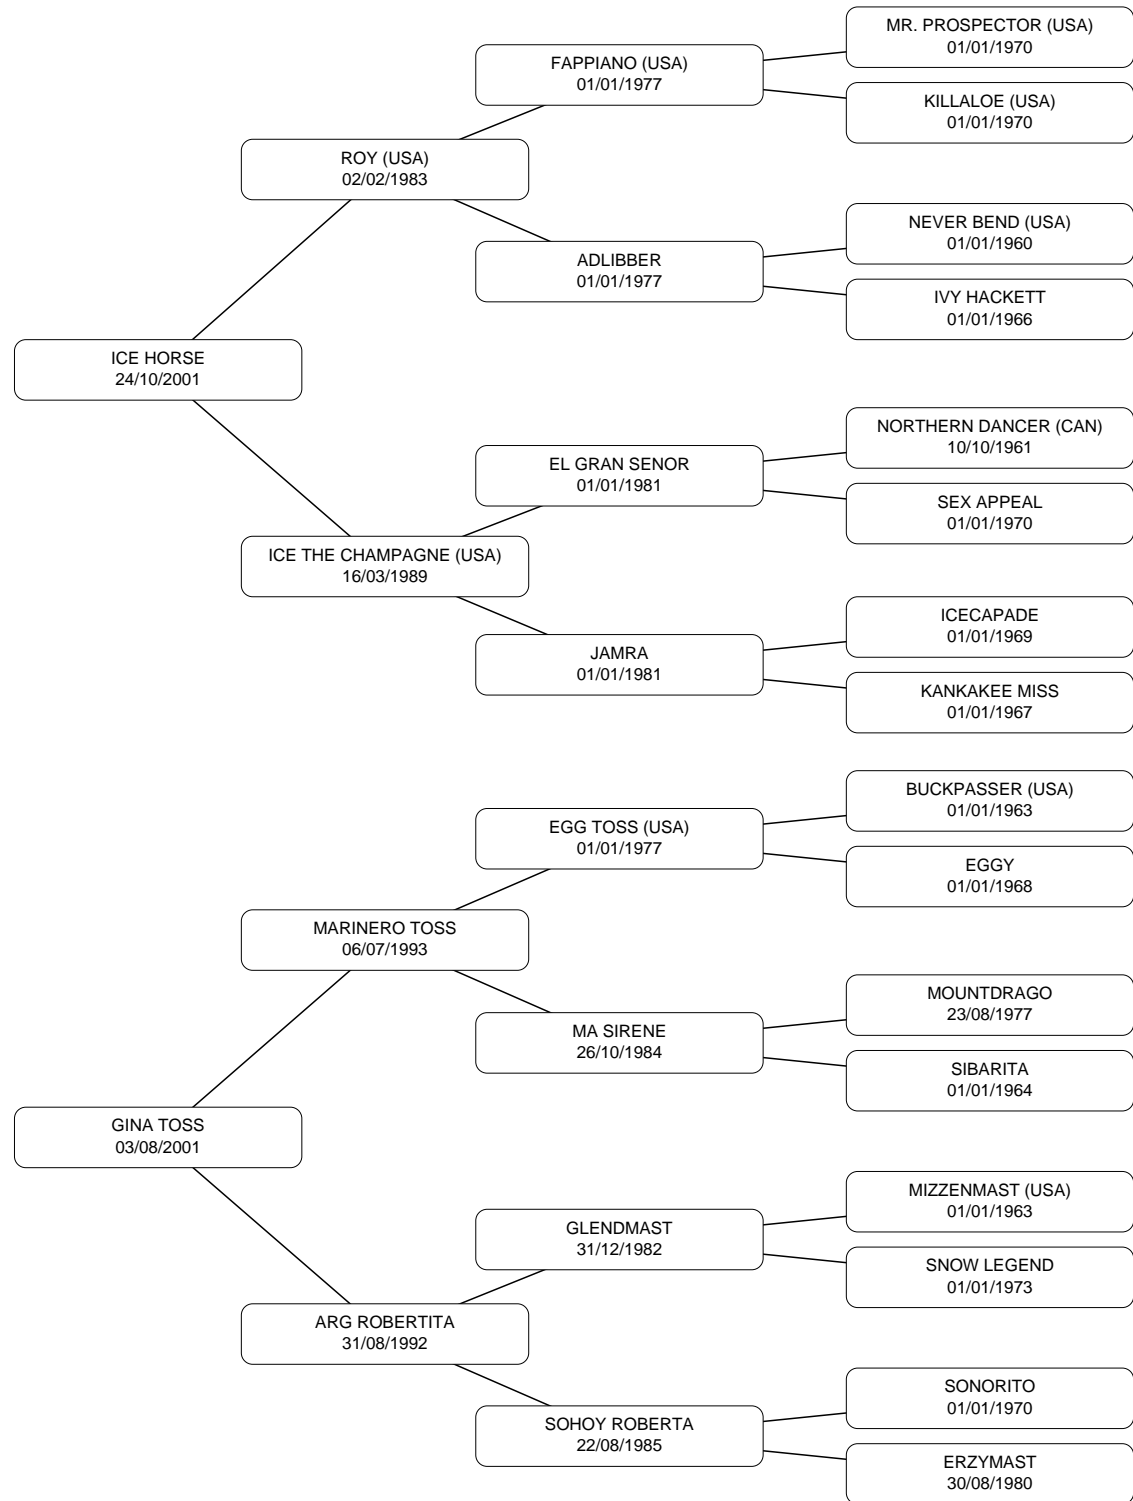 MR. PROSPECTOR (USA)
01/01/1970
FAPPIANO (USA)
01/01/1977
KILLALOE (USA)
01/01/1970
ROY (USA)
02/02/1983
NEVER BEND (USA)
01/01/1960
ADLIBBER
01/01/1977
IVY HACKETT
01/01/1966
ICE HORSE
24/10/2001
NORTHERN DANCER (CAN)
10/10/1961
EL GRAN SENOR
01/01/1981
SEX APPEAL
01/01/1970
ICE THE CHAMPAGNE (USA)
16/03/1989
ICECAPADE
01/01/1969
JAMRA
01/01/1981
KANKAKEE MISS
01/01/1967
BUCKPASSER (USA)
01/01/1963
EGG TOSS (USA)
01/01/1977
EGGY
01/01/1968
MARINERO TOSS
06/07/1993
MOUNTDRAGO
23/08/1977
MA SIRENE
26/10/1984
SIBARITA
01/01/1964
GINA TOSS
03/08/2001
MIZZENMAST (USA)
01/01/1963
GLENDMAST
31/12/1982
SNOW LEGEND
01/01/1973
ARG ROBERTITA
31/08/1992
SONORITO
01/01/1970
SOHOY ROBERTA
22/08/1985
ERZYMAST
30/08/1980